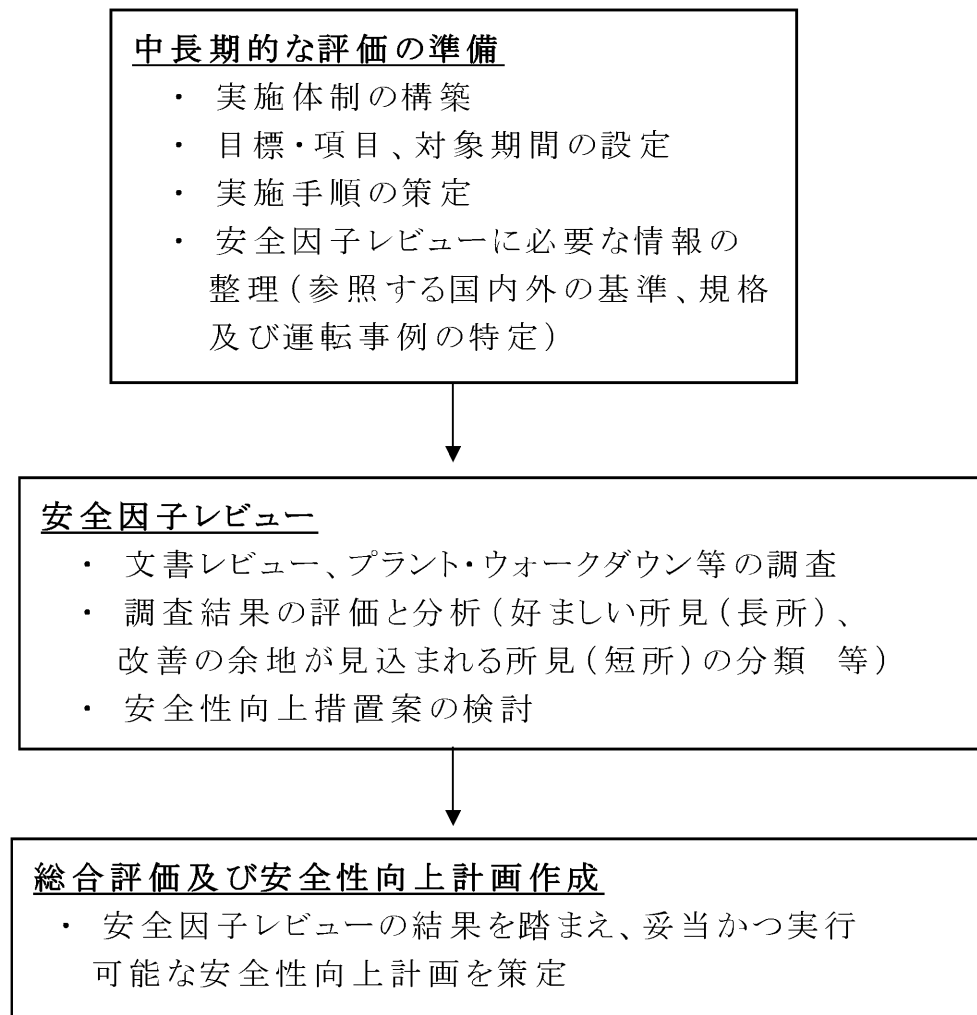 中長期的な評価の準備
・ 実施体制の構築
・ 目標・項目、対象期間の設定
・ 実施手順の策定
・ 安全因子レビューに必要な情報の
整理(参照する国内外の基準、規格
及び運転事例の特定)
安全因子レビュー
・ 文書レビュー、プラント・ウォークダウン等の調査
・ 調査結果の評価と分析(好ましい所見(長所)、
改善の余地が見込まれる所見(短所)の分類 等)
・ 安全性向上措置案の検討
総合評価及び安全性向上計画作成
・ 安全因子レビューの結果を踏まえ、妥当かつ実行
可能な安全性向上計画を策定